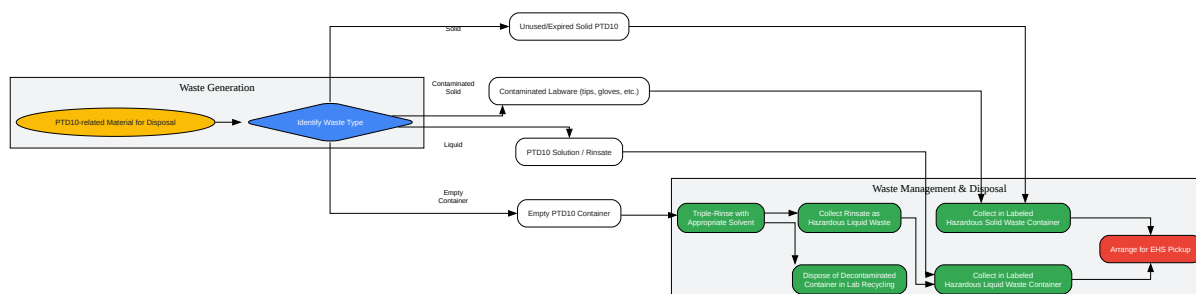 Solid
Unused/Expired Solid PTD10
Waste Generation
Contaminated
Solid
Contaminated Labware (tips, gloves, etc.)
PTD10-related Material for Disposal
Identify Waste Type
Liquid
PTD10 Solution / Rinsate
Empty
Container
Empty PTD10 Container
Waste Management & Disposal
Triple-Rinse with
Appropriate Solvent
Collect Rinsate as
Hazardous Liquid Waste
Collect in Labeled
Hazardous Solid Waste Container
Arrange for EHS Pickup
Dispose of Decontaminated
Container in Lab Recycling
Collect in Labeled
Hazardous Liquid Waste Container